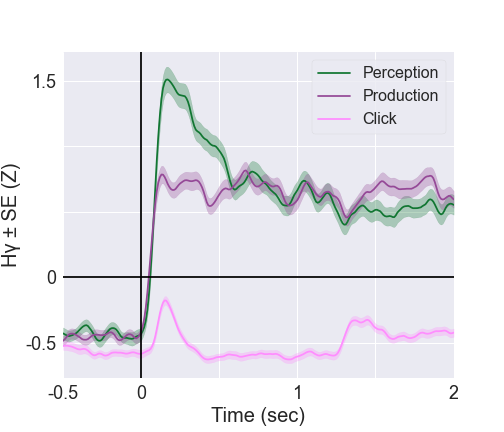 Perception
Production
Click
Hγ ± SE (Z)
1.5
0
-0.5
-0.5 0 1 2
Time (sec)